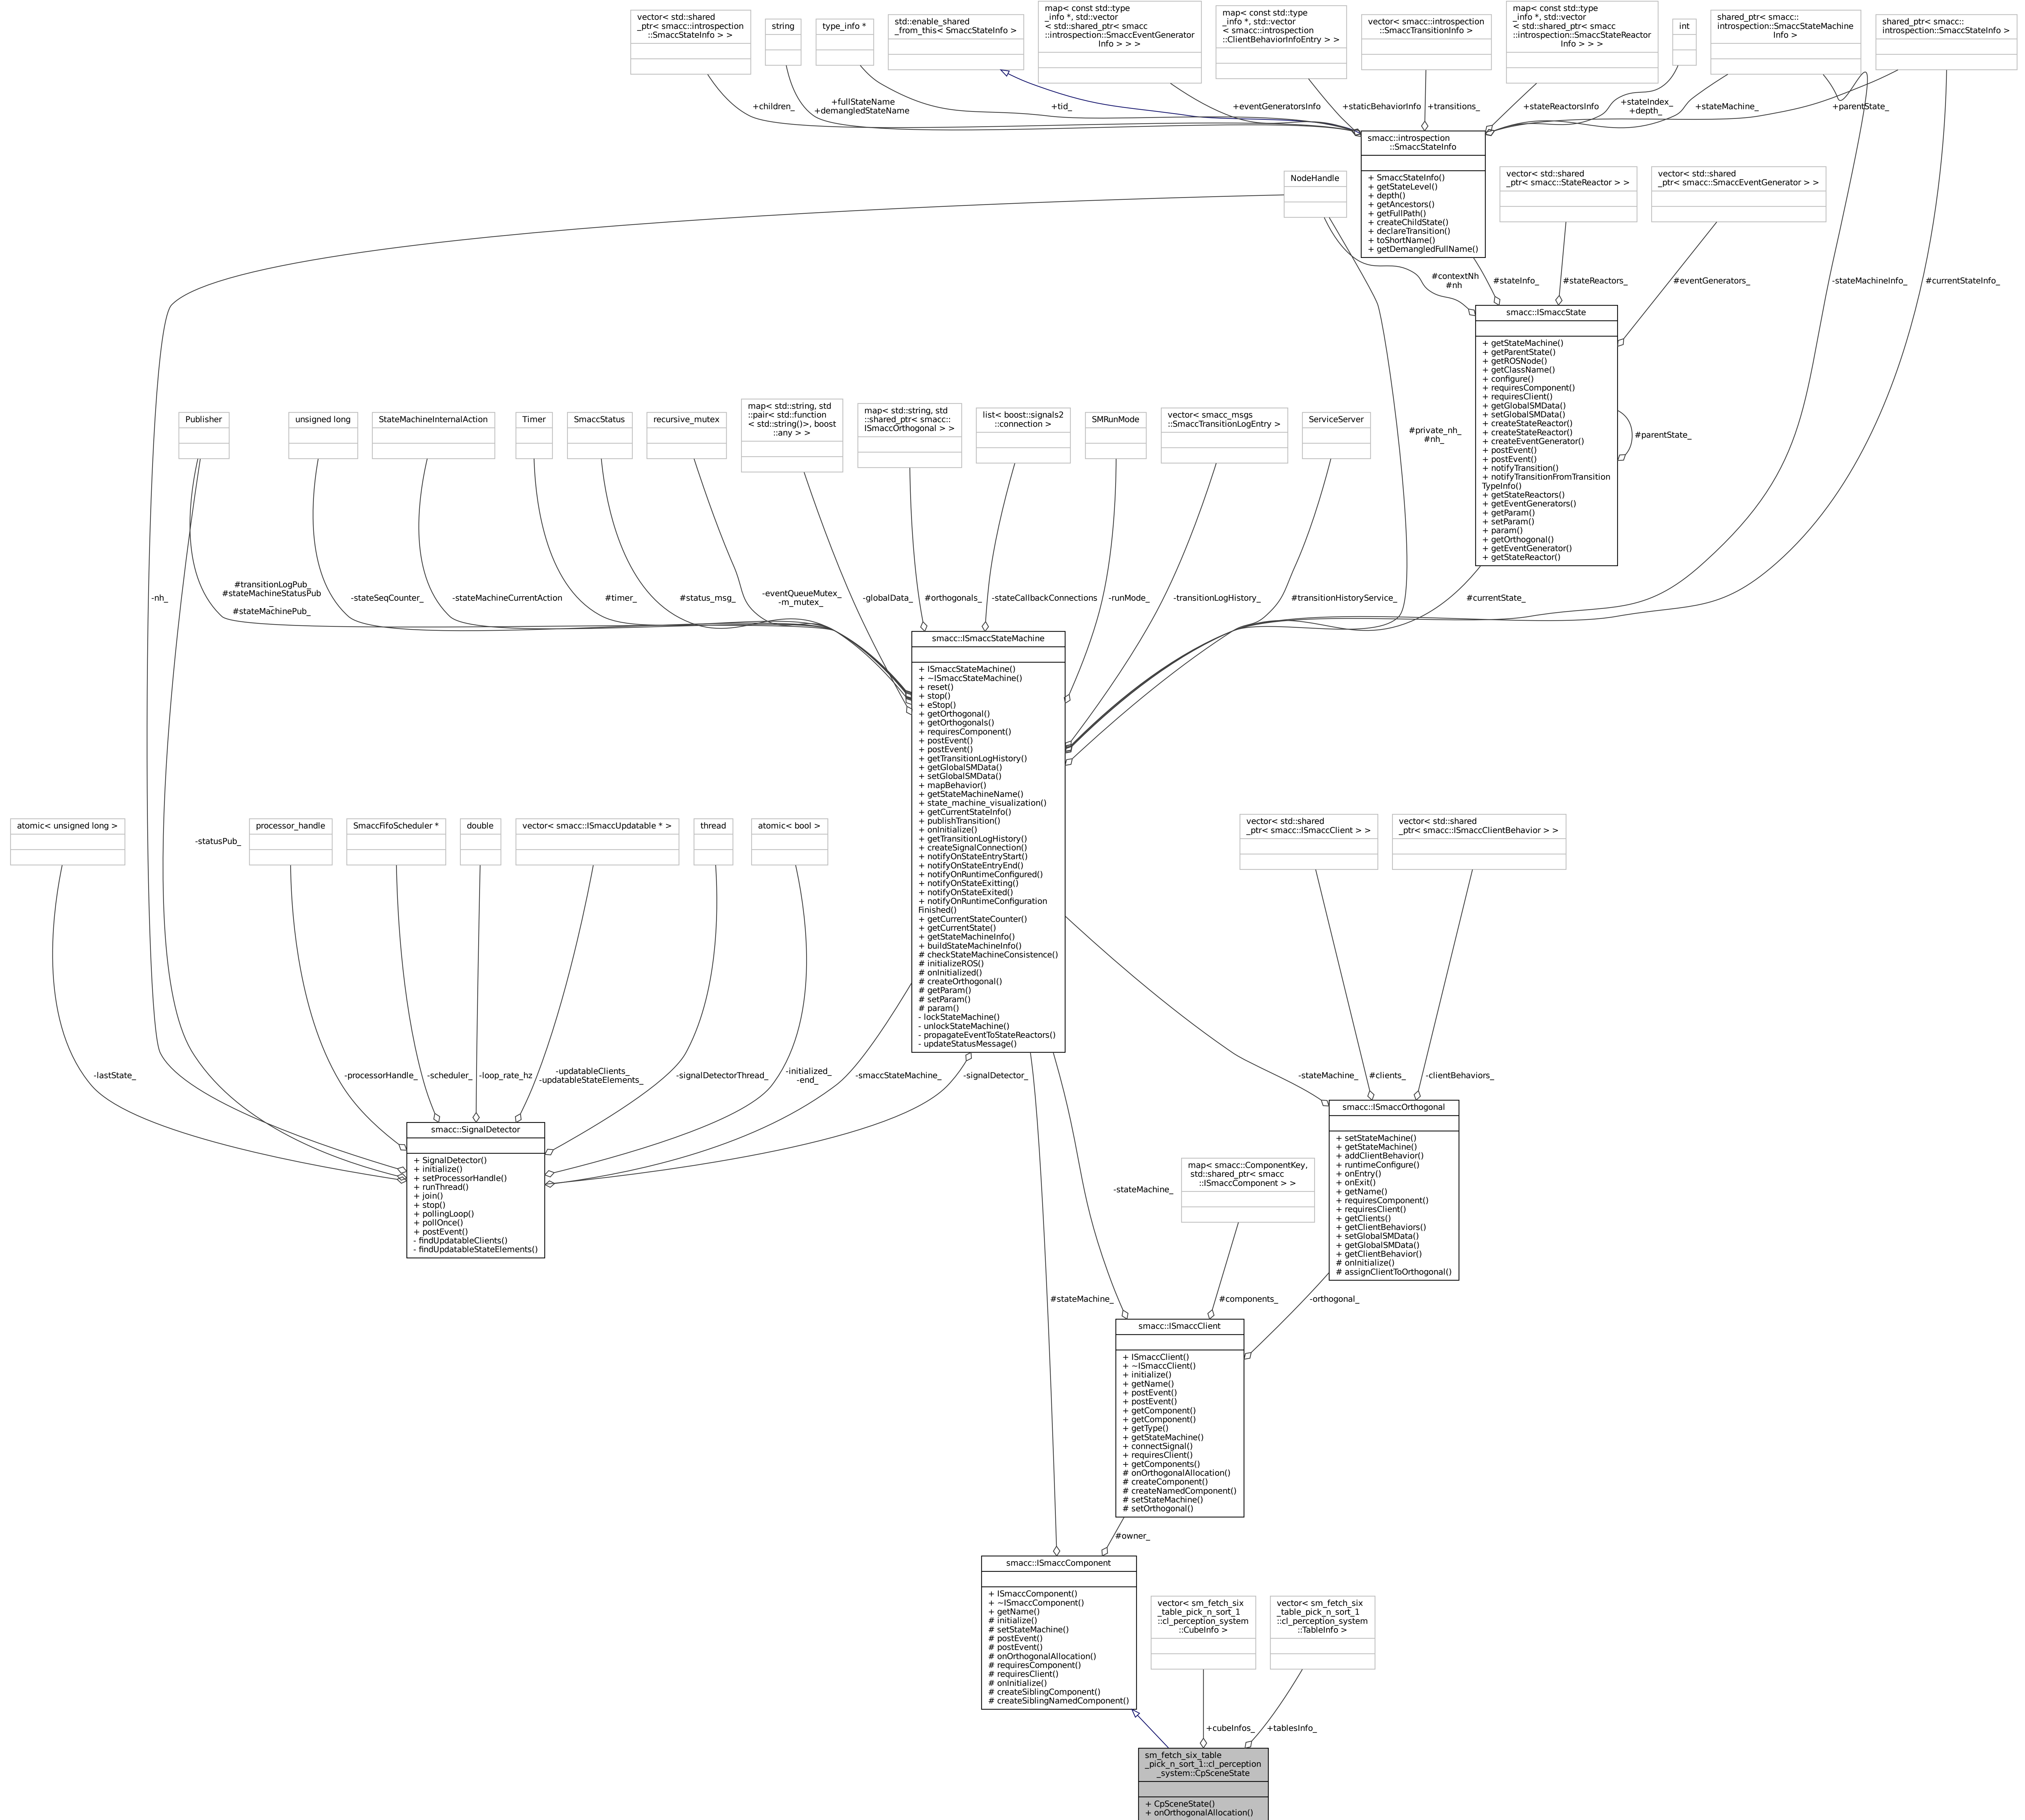 vector< std::shared
_ptr< smacc::introspection
::SmaccStateInfo > >
string
type_info *
std::enable_shared
_from_this< SmaccStateInfo >
map< const std::type
_info *, std::vector
< std::shared_ptr< smacc
::introspection::SmaccEventGenerator
Info > > >
map< const std::type
_info *, std::vector
< smacc::introspection
::ClientBehaviorInfoEntry > >
vector< smacc::introspection
::SmaccTransitionInfo >
map< const std::type
_info *, std::vector
< std::shared_ptr< smacc
::introspection::SmaccStateReactor
Info > > >
int
shared_ptr< smacc::
introspection::SmaccStateMachine
Info >
shared_ptr< smacc::
introspection::SmaccStateInfo >
+children_
+fullStateName
+demangledStateName
+tid_
+eventGeneratorsInfo
+staticBehaviorInfo
+transitions_
+stateReactorsInfo
+stateIndex_
+depth_
+stateMachine_
+parentState_
smacc::introspection
::SmaccStateInfo
+ SmaccStateInfo()
+ getStateLevel()
+ depth()
+ getAncestors()
+ getFullPath()
+ createChildState()
+ declareTransition()
+ toShortName()
+ getDemangledFullName()
NodeHandle
vector< std::shared
_ptr< smacc::StateReactor > >
vector< std::shared
_ptr< smacc::SmaccEventGenerator > >
#contextNh
#nh
#stateInfo_
#stateReactors_
#eventGenerators_
-stateMachineInfo_
#currentStateInfo_
smacc::ISmaccState
+ getStateMachine()
+ getParentState()
+ getROSNode()
+ getClassName()
+ configure()
+ requiresComponent()
+ requiresClient()
+ getGlobalSMData()
+ setGlobalSMData()
+ createStateReactor()
+ createStateReactor()
+ createEventGenerator()
+ postEvent()
+ postEvent()
+ notifyTransition()
+ notifyTransitionFromTransition
TypeInfo()
+ getStateReactors()
+ getEventGenerators()
+ getParam()
+ setParam()
+ param()
+ getOrthogonal()
+ getEventGenerator()
+ getStateReactor()
#parentState_
Publisher
unsigned long
StateMachineInternalAction
Timer
SmaccStatus
recursive_mutex
map< std::string, std
::pair< std::function
< std::string()>, boost
::any > >
map< std::string, std
::shared_ptr< smacc::
ISmaccOrthogonal > >
list< boost::signals2
::connection >
SMRunMode
vector< smacc_msgs
::SmaccTransitionLogEntry >
ServiceServer
#private_nh_
#nh_
-nh_
#transitionLogPub_
#stateMachineStatusPub
_
#stateMachinePub_
-stateSeqCounter_
-stateMachineCurrentAction
#timer_
#status_msg_
-eventQueueMutex_
-m_mutex_
-globalData_
#orthogonals_
-stateCallbackConnections
-runMode_
-transitionLogHistory_
#transitionHistoryService_
#currentState_
smacc::ISmaccStateMachine
+ ISmaccStateMachine()
+ ~ISmaccStateMachine()
+ reset()
+ stop()
+ eStop()
+ getOrthogonal()
+ getOrthogonals()
+ requiresComponent()
+ postEvent()
+ postEvent()
+ getTransitionLogHistory()
+ getGlobalSMData()
+ setGlobalSMData()
+ mapBehavior()
+ getStateMachineName()
+ state_machine_visualization()
+ getCurrentStateInfo()
+ publishTransition()
+ onInitialize()
+ getTransitionLogHistory()
+ createSignalConnection()
+ notifyOnStateEntryStart()
+ notifyOnStateEntryEnd()
+ notifyOnRuntimeConfigured()
+ notifyOnStateExitting()
+ notifyOnStateExited()
+ notifyOnRuntimeConfiguration
Finished()
+ getCurrentStateCounter()
+ getCurrentState()
+ getStateMachineInfo()
+ buildStateMachineInfo()
# checkStateMachineConsistence()
# initializeROS()
# onInitialized()
# createOrthogonal()
# getParam()
# setParam()
# param()
- lockStateMachine()
- unlockStateMachine()
- propagateEventToStateReactors()
- updateStatusMessage()
atomic< unsigned long >
-statusPub_
processor_handle
SmaccFifoScheduler *
double
vector< smacc::ISmaccUpdatable * >
thread
atomic< bool >
vector< std::shared
_ptr< smacc::ISmaccClient > >
vector< std::shared
_ptr< smacc::ISmaccClientBehavior > >
-lastState_
-processorHandle_
-scheduler_
-loop_rate_hz
-updatableClients_
-updatableStateElements_
-signalDetectorThread_
-initialized_
-end_
-smaccStateMachine_
-signalDetector_
-stateMachine_
#clients_
-clientBehaviors_
smacc::SignalDetector
+ SignalDetector()
+ initialize()
+ setProcessorHandle()
+ runThread()
+ join()
+ stop()
+ pollingLoop()
+ pollOnce()
+ postEvent()
- findUpdatableClients()
- findUpdatableStateElements()
smacc::ISmaccOrthogonal
+ setStateMachine()
+ getStateMachine()
+ addClientBehavior()
+ runtimeConfigure()
+ onEntry()
+ onExit()
+ getName()
+ requiresComponent()
+ requiresClient()
+ getClients()
+ getClientBehaviors()
+ setGlobalSMData()
+ getGlobalSMData()
+ getClientBehavior()
# onInitialize()
# assignClientToOrthogonal()
map< smacc::ComponentKey,
std::shared_ptr< smacc
::ISmaccComponent > >
-stateMachine_
#stateMachine_
#components_
-orthogonal_
smacc::ISmaccClient
+ ISmaccClient()
+ ~ISmaccClient()
+ initialize()
+ getName()
+ postEvent()
+ postEvent()
+ getComponent()
+ getComponent()
+ getType()
+ getStateMachine()
+ connectSignal()
+ requiresClient()
+ getComponents()
# onOrthogonalAllocation()
# createComponent()
# createNamedComponent()
# setStateMachine()
# setOrthogonal()
#owner_
smacc::ISmaccComponent
+ ISmaccComponent()
+ ~ISmaccComponent()
+ getName()
# initialize()
# setStateMachine()
# postEvent()
# postEvent()
# onOrthogonalAllocation()
# requiresComponent()
# requiresClient()
# onInitialize()
# createSiblingComponent()
# createSiblingNamedComponent()
vector< sm_fetch_six
_table_pick_n_sort_1
::cl_perception_system
::CubeInfo >
vector< sm_fetch_six
_table_pick_n_sort_1
::cl_perception_system
::TableInfo >
+cubeInfos_
+tablesInfo_
sm_fetch_six_table
_pick_n_sort_1::cl_perception
_system::CpSceneState
+ CpSceneState()
+ onOrthogonalAllocation()